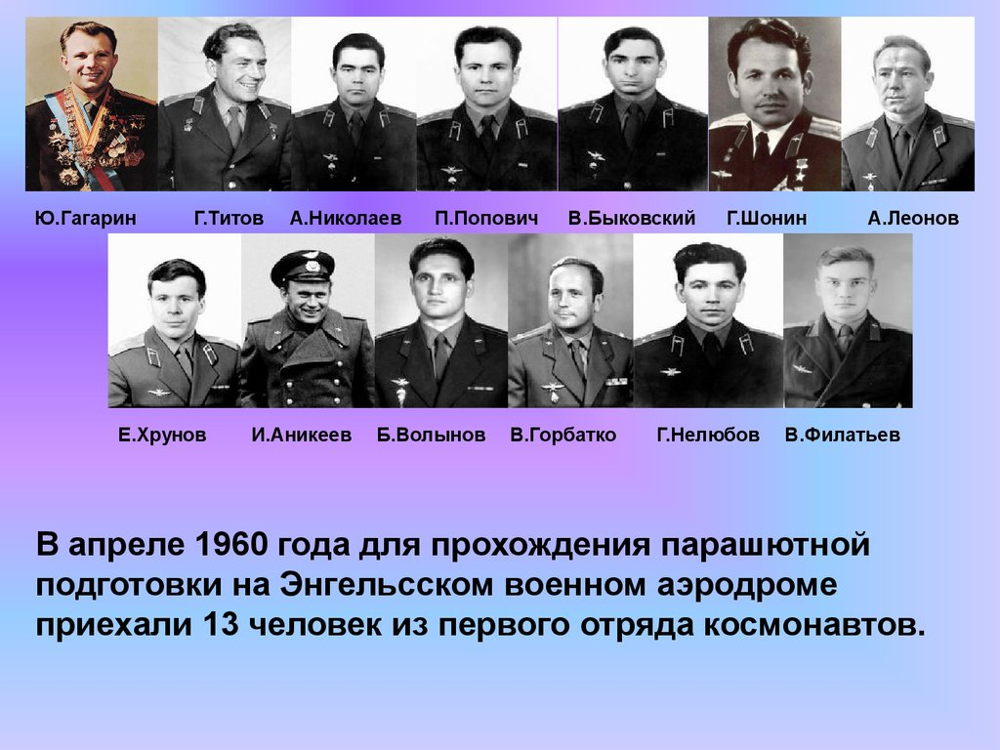 Ю.Гагарин Г.Титов А.Николаев П.Попович В.Быковский Г.Шонин А.Леонов
Е.Хрунов И.Аникеев Б.Волынов В.Горбатко Г.Нелюбов В.Филатьев
В апреле 1960 года для прохождения парашютной
подготовки на Энгельсском военном аэродроме
приехали 13 человек из первого отряда космонавтов.